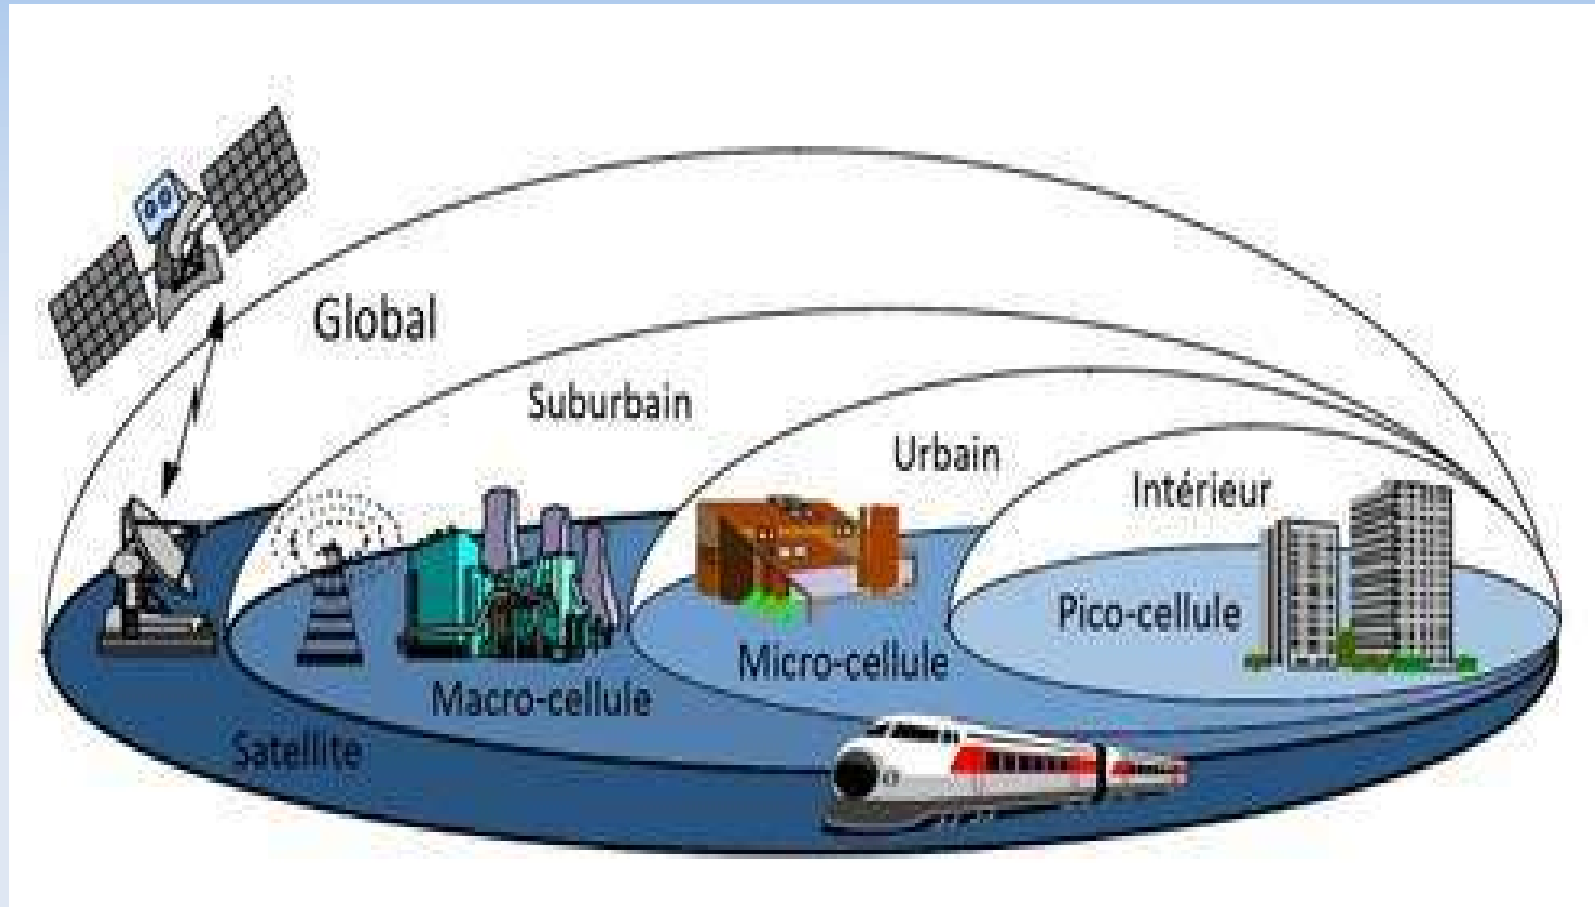 Global
Suburbain
Urbain
Intérieur
Pico-cellule
Micro-cellule
Macro-cellule
Satellite